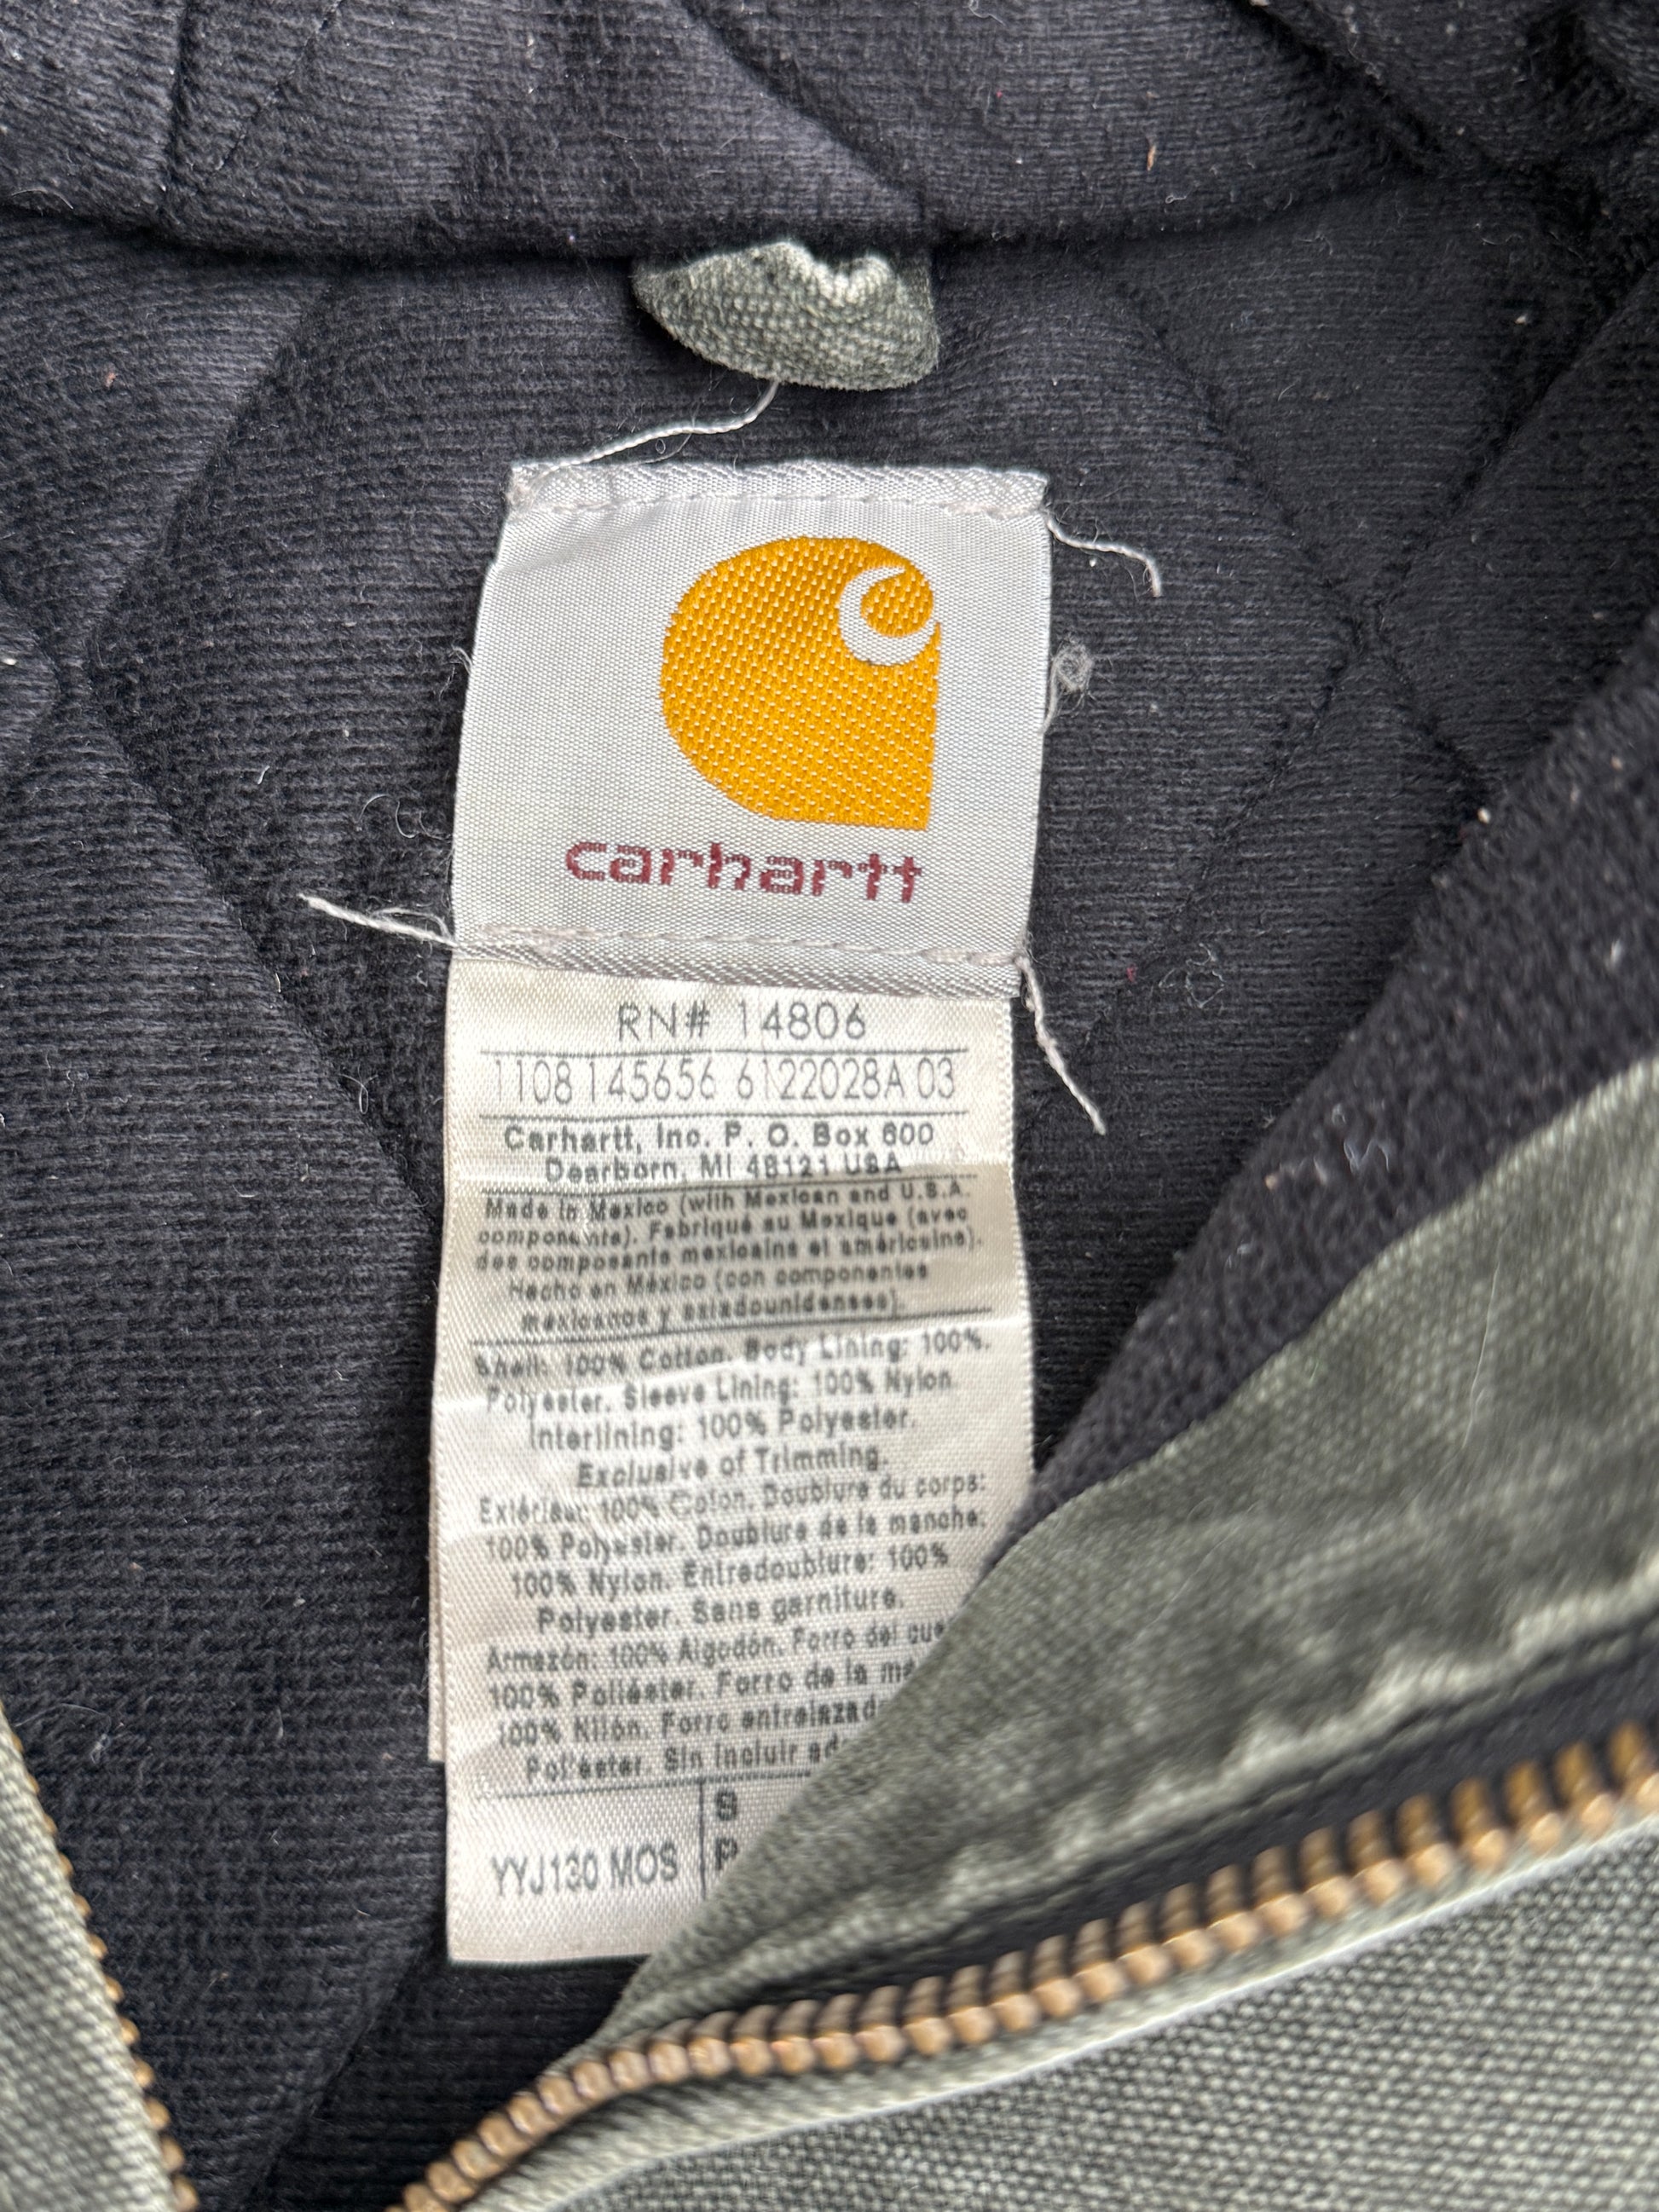 carhartt
RN# 14806
1108 145656 6122028A 03
Carhartt, Inc. P. O. Box 600
Dearborn, MI 48121 USA
Made in Mexico (with Mexican and U.S.A.
components). Fabriqué au Mexique (avec
des composants mexicains et américains).
Hecho en México (con componentes
mexicanos y estadounidenses).
Shell: 100% Cotton. Body Lining: 100%
Polyester. Sleeve Lining: 100% Nylon
Interlining: 100% Polyester.
Exclusive of Trimming.
Extérieur: 100% Coton. Doublure du corps:
100% Polyester. Doublure de la manche:
100% Nylon. Entredoublure: 100%
Polyester. Sans garniture.
Armazón: 100% Algodón. Forro del
100% Poliéster. Forro de la
100% Nilón. Forro
Poliéster. Sin incluir
YYJ130 MOS
S
P